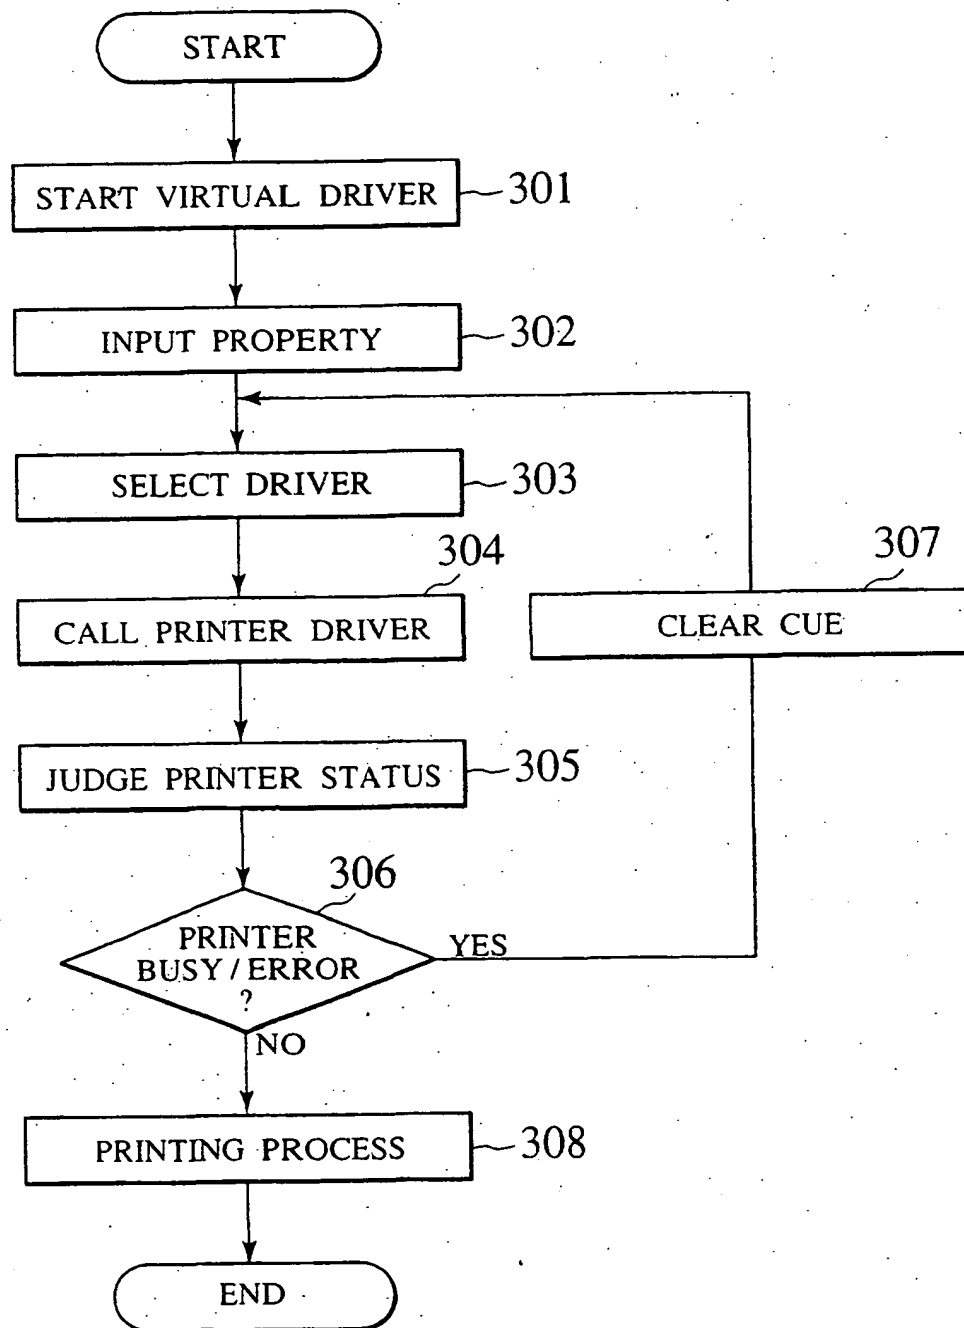 START
START VIRTUAL DRIVER
301
INPUT PROPERTY
302
SELECT DRIVER
303
304
CALL PRINTER DRIVER
307
CLEAR CUE
JUDGE PRINTER STATUS
305
306
PRINTER
BUSY / ERROR
?
YES
NO
PRINTING PROCESS
308
END